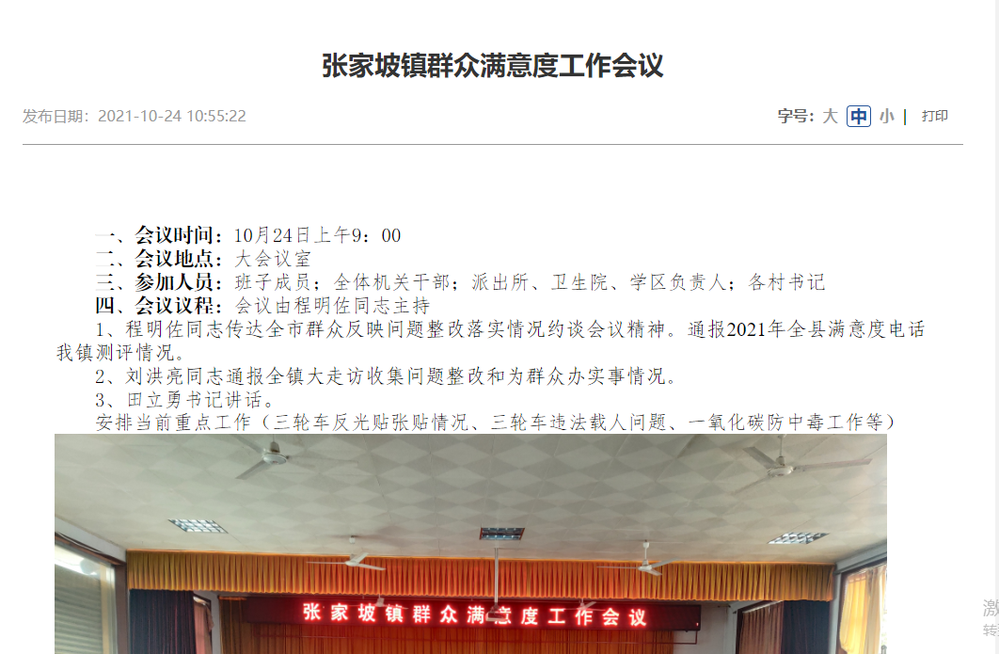 张家坡镇群众满意度工作会议
发布日期：2021-10-24 10:55:22
字号：大 中 小 | 打印
一、会议时间：10月24日上午9：00
二、会议地点：大会议室
三、参加人员：班子成员；全体机关干部；派出所、卫生院、学区负责人；各村书记
四、会议议程：会议由程明佐同志主持
1、程明佐同志传达全市群众反映问题整改落实情况约谈会议精神。通报2021年全县满意度电话
我镇测评情况。
2、刘洪亮同志通报全镇大走访收集问题整改和为群众办实事情况。
3、田立勇书记讲话。
安排当前重点工作（三轮车反光贴张贴情况、三轮车违法载人问题、一氧化碳防中毒工作等）
张家坡镇群众满意度工作会议
激
转